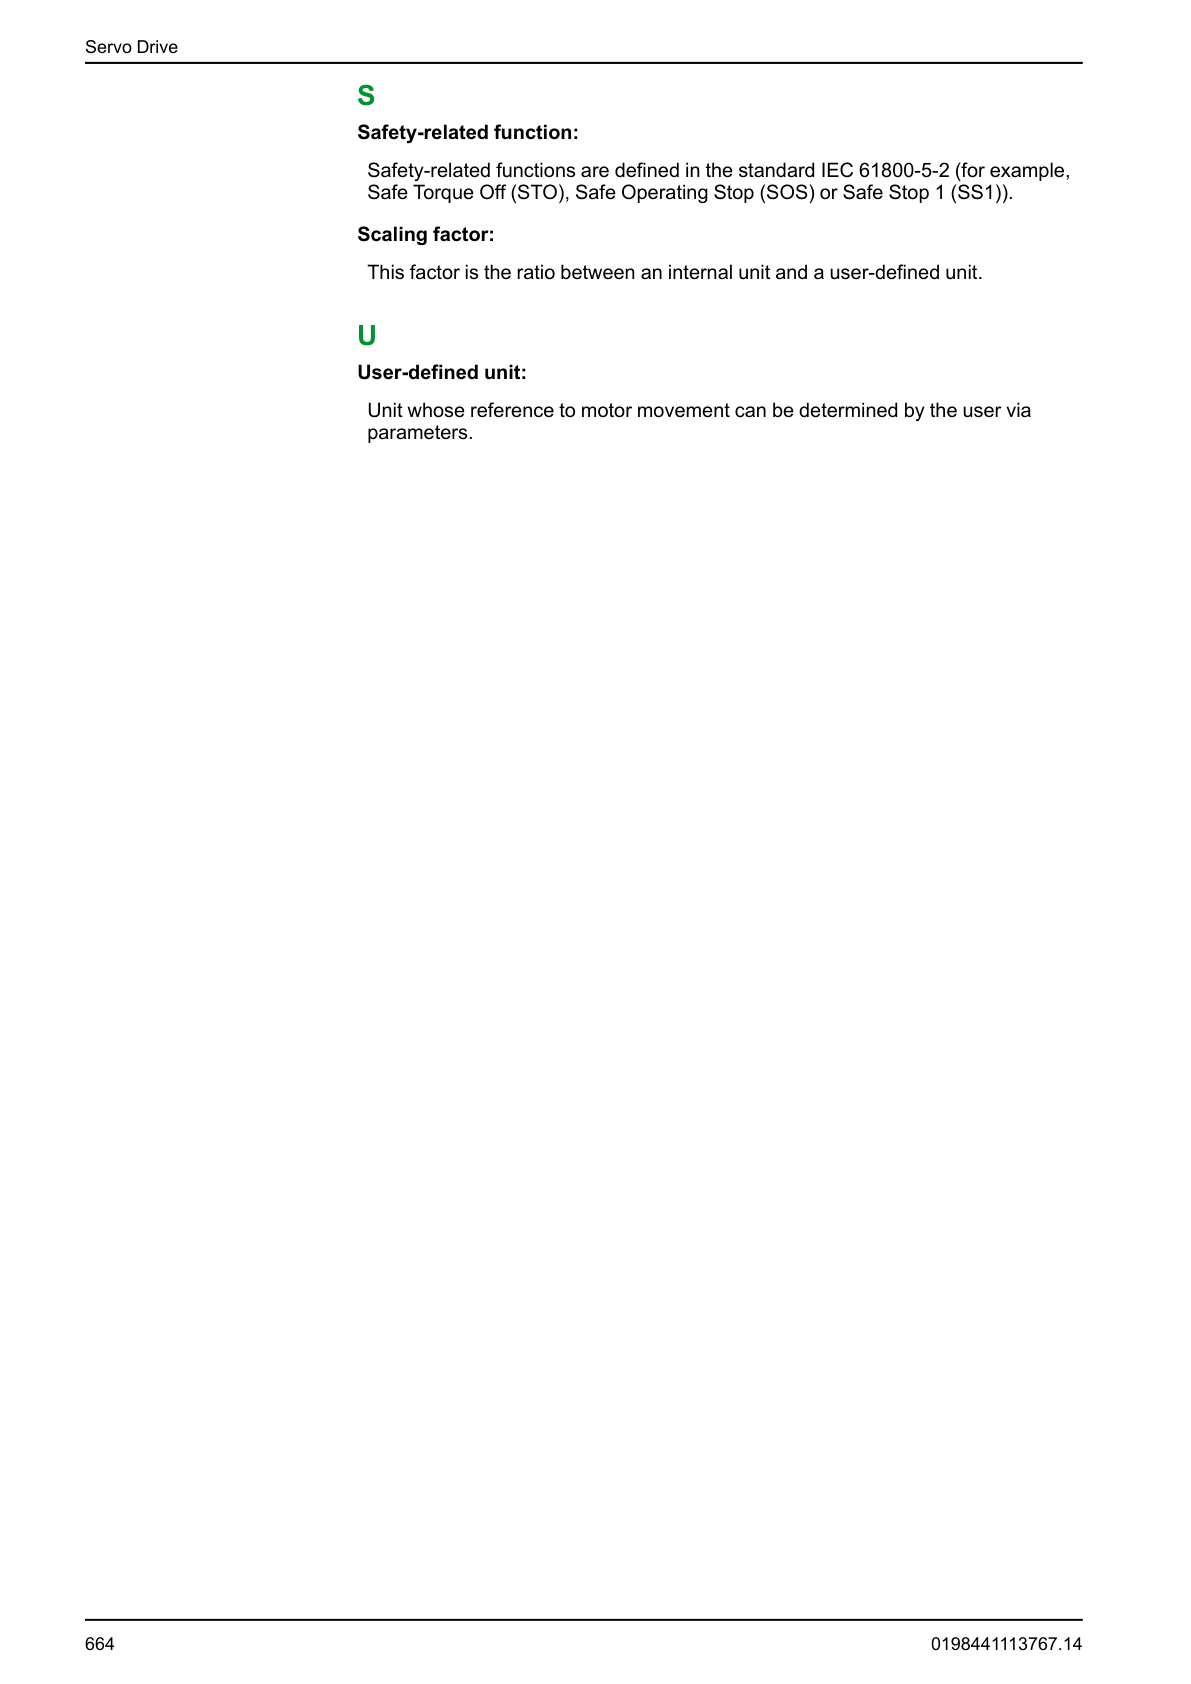 Servo Drive
S
Safety-related function:
Safety-related functions are defined in the standard IEC 61800-5-2 (for example,
Safe Torque Off (STO), Safe Operating Stop (SOS) or Safe Stop 1 (SS1)).
Scaling factor:
This factor is the ratio between an internal unit and a user-defined unit.
U
User-defined unit:
Unit whose reference to motor movement can be determined by the user via
parameters.
664
0198441113767.14